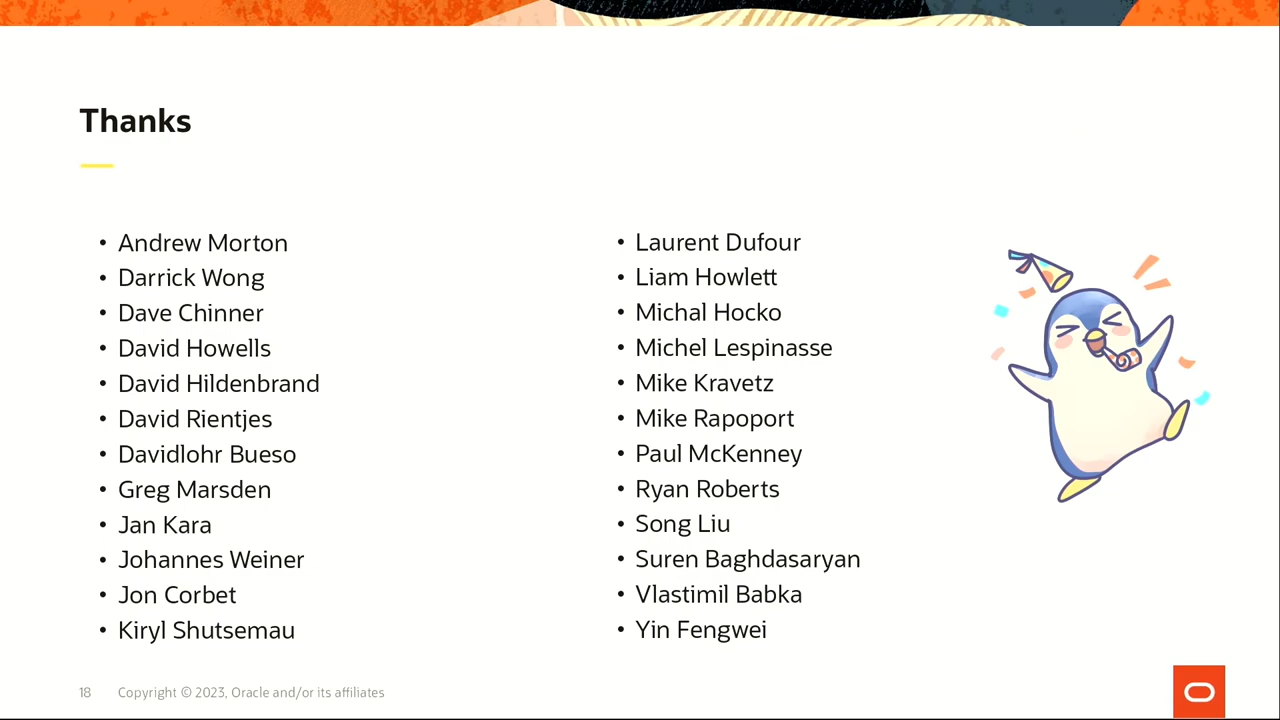 Thanks
• Andrew Morton
• Darrick Wong
• Dave Chinner
• David Howells
• David Hildenbrand
• David Rientjes
• Davidlohr Bueso
• Greg Marsden
• Jan Kara
• Johannes Weiner
• Jon Corbet
• Kiryl Shutsemau
• Laurent Dufour
• Liam Howlett
• Michal Hocko
• Michel Lespinasse
• Mike Kravetz
• Mike Rapoport
• Paul McKenney
• Ryan Roberts
• Song Liu
• Suren Baghdasaryan
• Vlastimil Babka
• Yin Fengwei
18 Copyright © 2023, Oracle and/or its affiliates